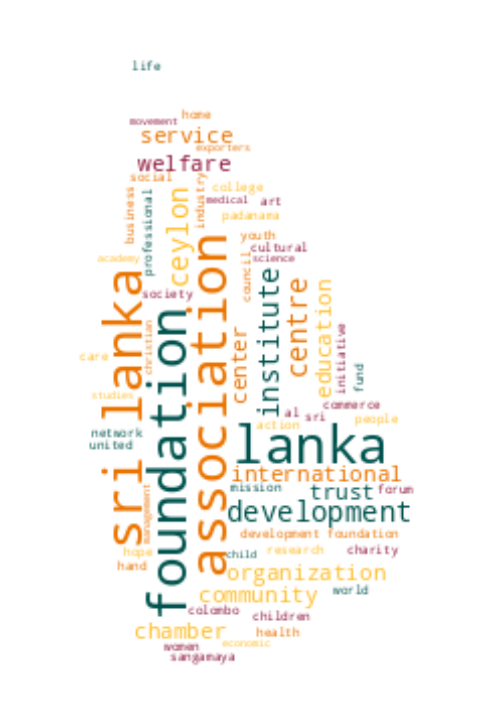 life
movement
home
service
exporters
welfare
social
business
professional
ceylon
industry
college
medical
art
padanama
youth
cultural
science
academy
council
society
sri lanka
foundation
association
institute
centre
education
center
christian
initiative
fund
care
studies
commerce
al
sri
people
action
network
united
lanka
international
mission
trust
forum
development
management
development foundation
hope
child
research
charity
hand
organization
community
world
colombo
children
chamber
health
women
economic
sangamaya